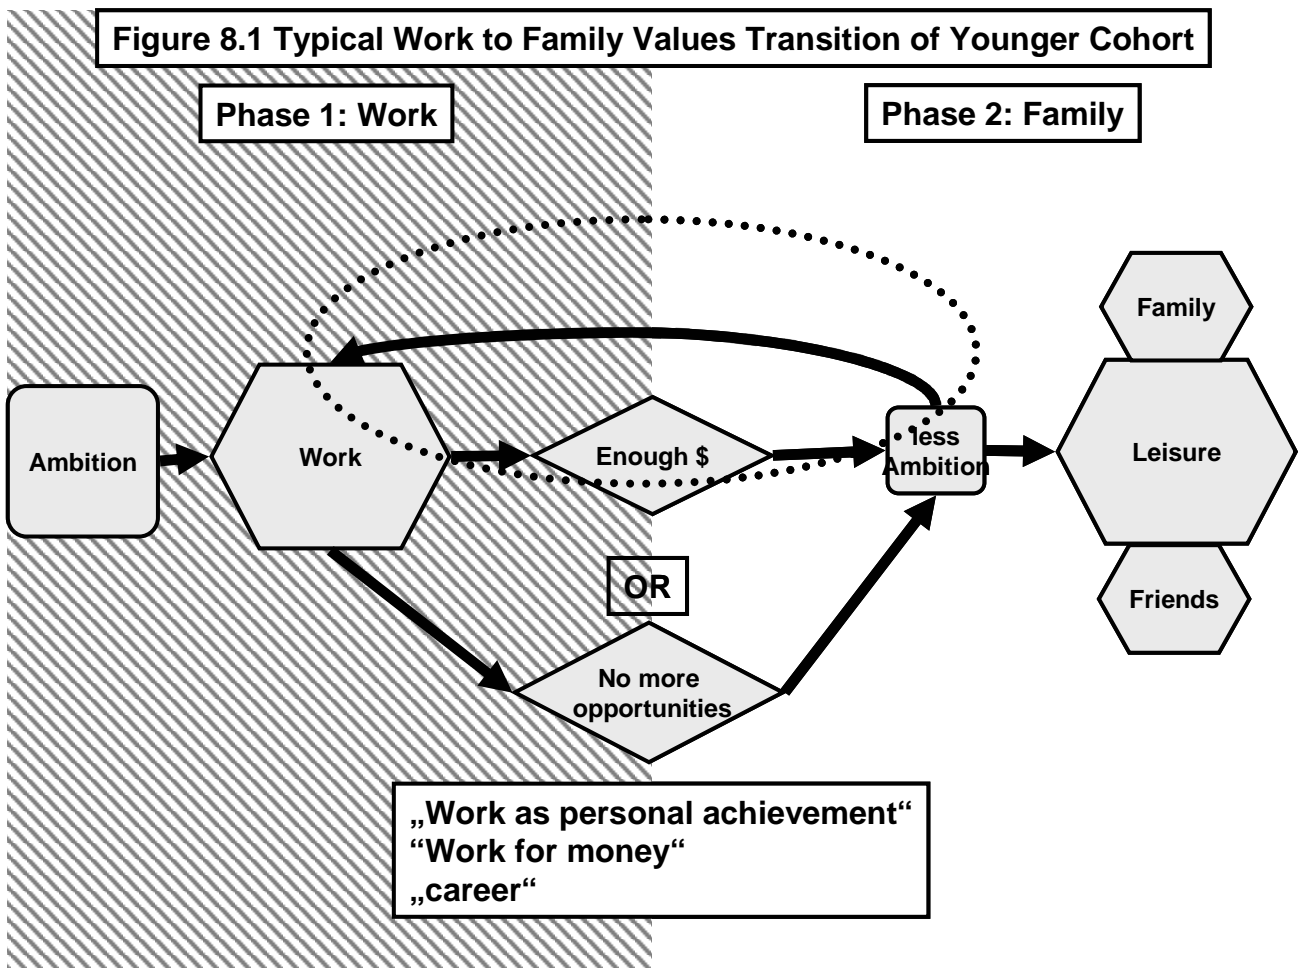 Figure 8.1 Typical Work to Family Values Transition of Younger Cohort
Phase 1: Work
Phase 2: Family
Family
Ambition
Work
Enough $
less
Ambition
Leisure
OR
Friends
No more
opportunities
„Work as personal achievement“
“Work for money“
„career“